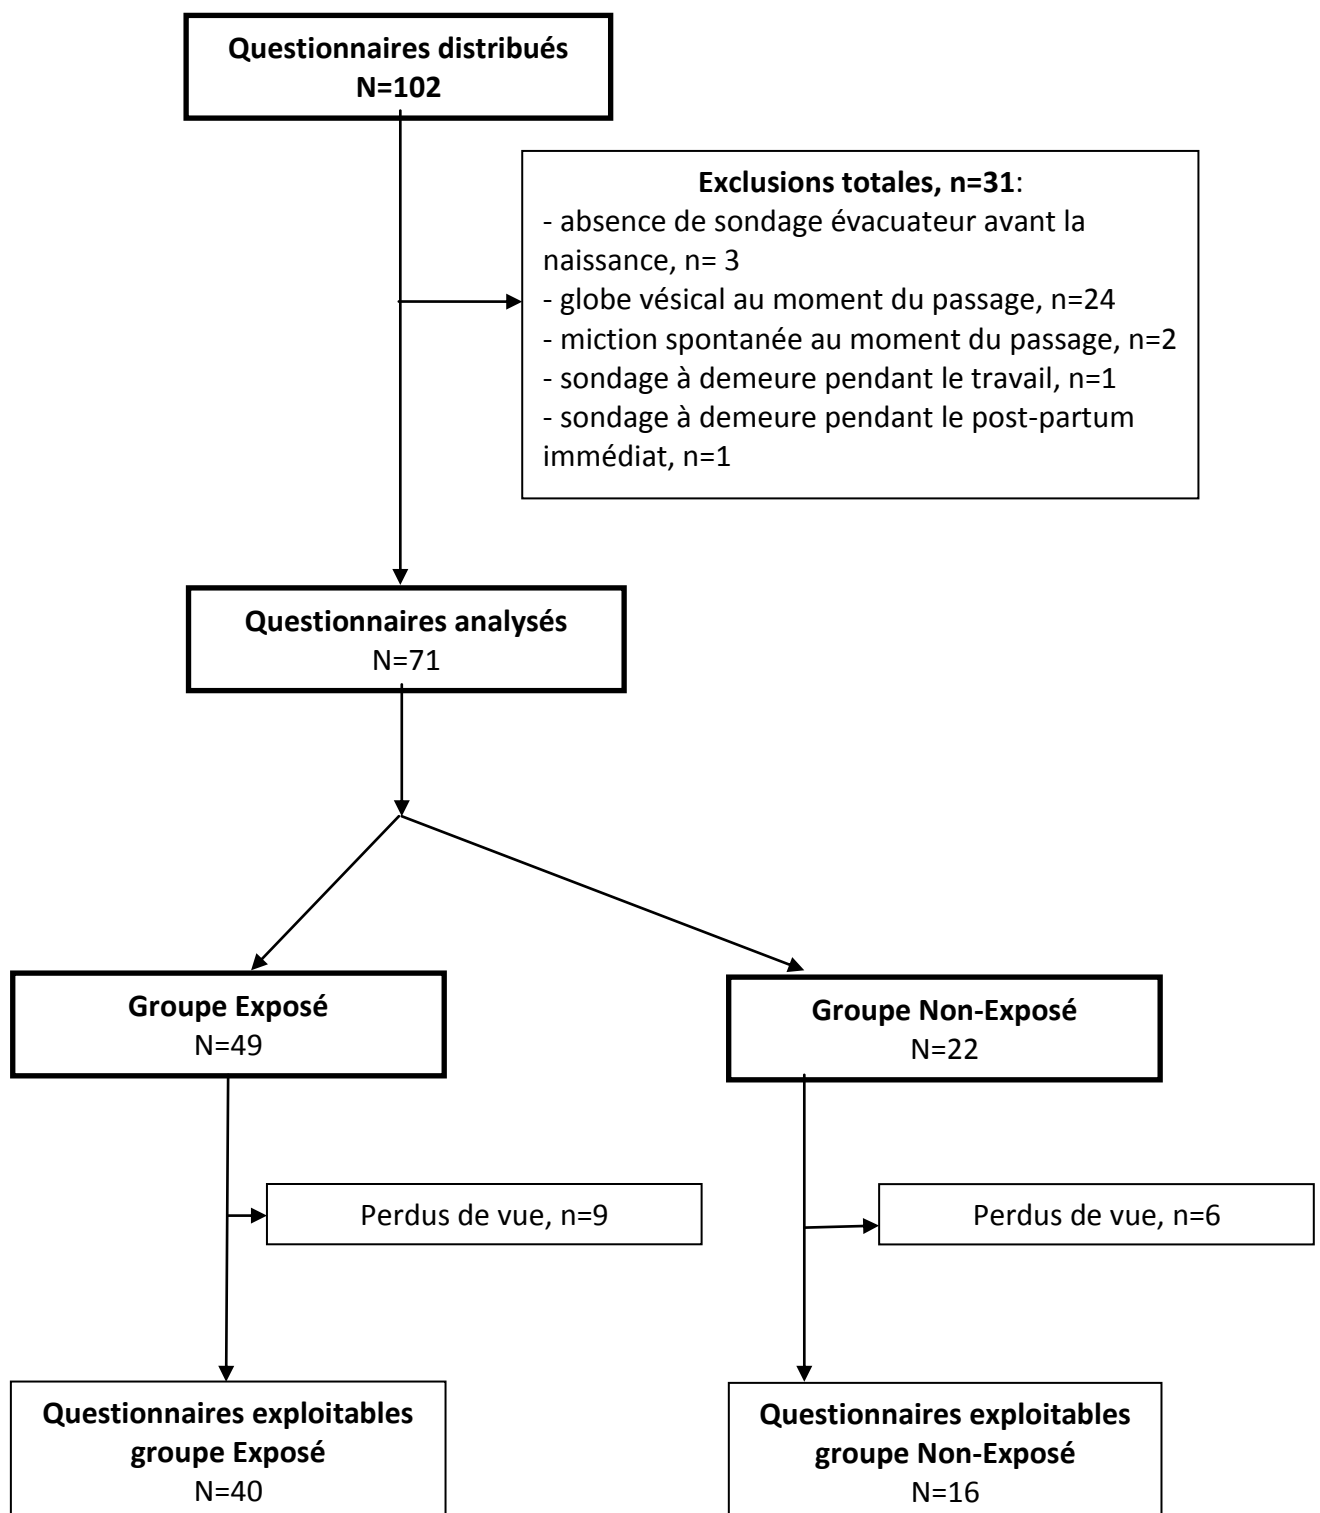 Questionnaires distribués
N=102
Exclusions totales, n=31:
- absence de sondage évacuateur avant la
naissance, n= 3
- globe vésical au moment du passage, n=24
- miction spontanée au moment du passage, n=2
- sondage à demeure pendant le travail, n=1
- sondage à demeure pendant le post-partum
immédiat, n=1
Questionnaires analysés
N=71
Groupe Exposé
N=49
Groupe Non-Exposé
N=22
Perdus de vue, n=9
Perdus de vue, n=6
Questionnaires exploitables
groupe Exposé
N=40
Questionnaires exploitables
groupe Non-Exposé
N=16